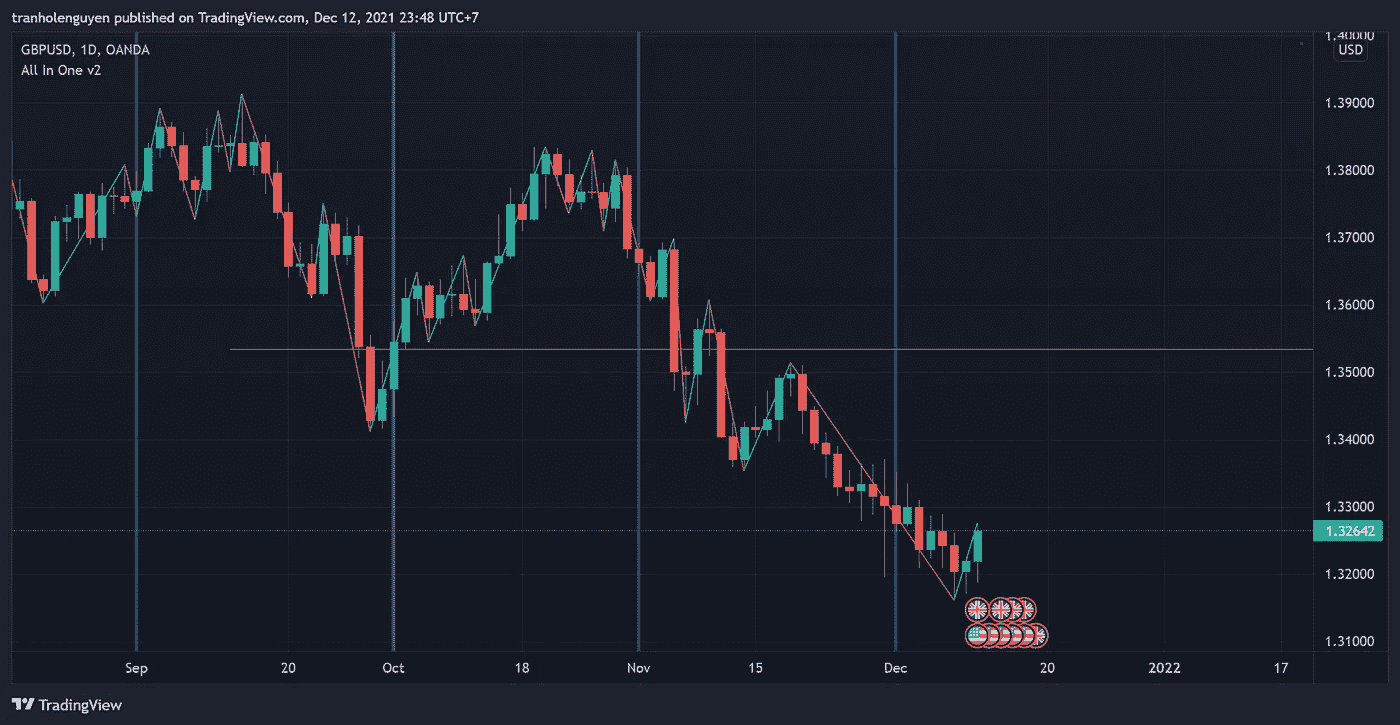 tranholenguyen published on TradingView.com, Dec 12, 2021 23:48 UTC+7
GBPUSD, 1D, OANDA
All in One v2
1.40000
USD
1.39000
1.38000
1.37000
1.36000
1.35000
1.34000
1.33000
1.32642
1.32000
1.31000
Sep 20 Oct 18 Nov 15 Dec 20 2022 17
TradingView